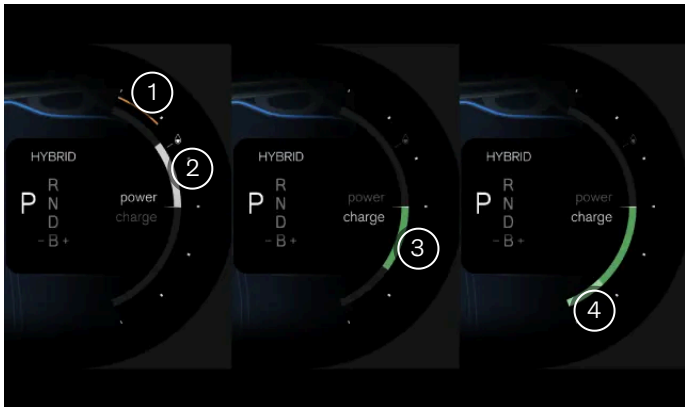 1
2
HYBRID
P
R
N
D
- B +
power
charge
HYBRID
P
R
N
D
- B +
power
charge
3
HYBRID
P
R
N
D
- B +
power
charge
4